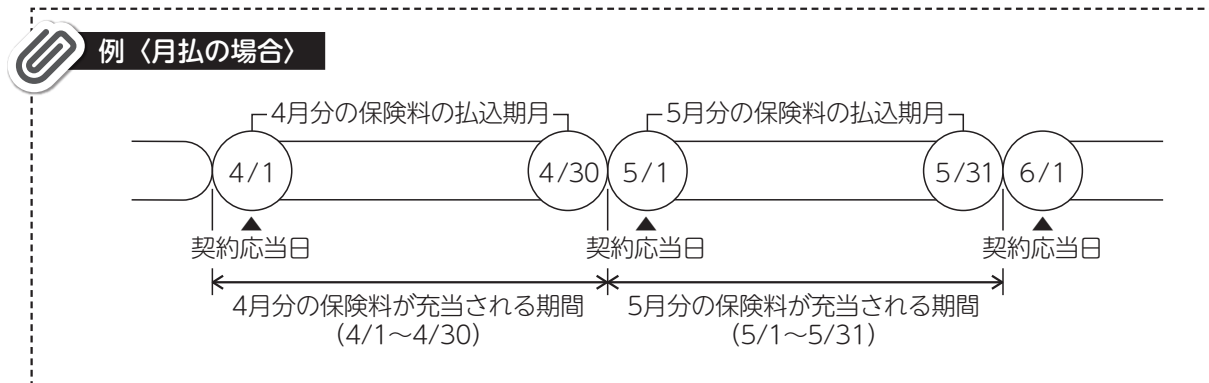 例〈月払の場合〉
4月分の保険料の払込期月
5月分の保険料の払込期月
4/1
4/30
5/1
5/31
6/1
契約応当日
契約応当日
契約応当日
4月分の保険料が充当される期間
(4/1～4/30)
5月分の保険料が充当される期間
(5/1～5/31)